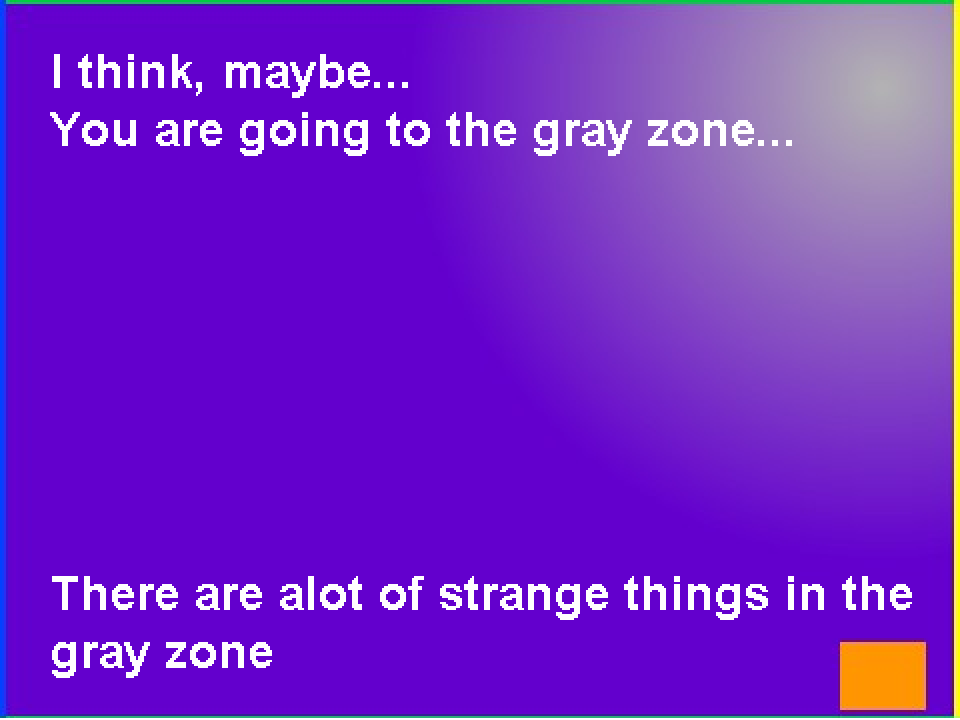 I think, maybe...
You are going to the gray zone...
There are alot of strange things in the
gray zone